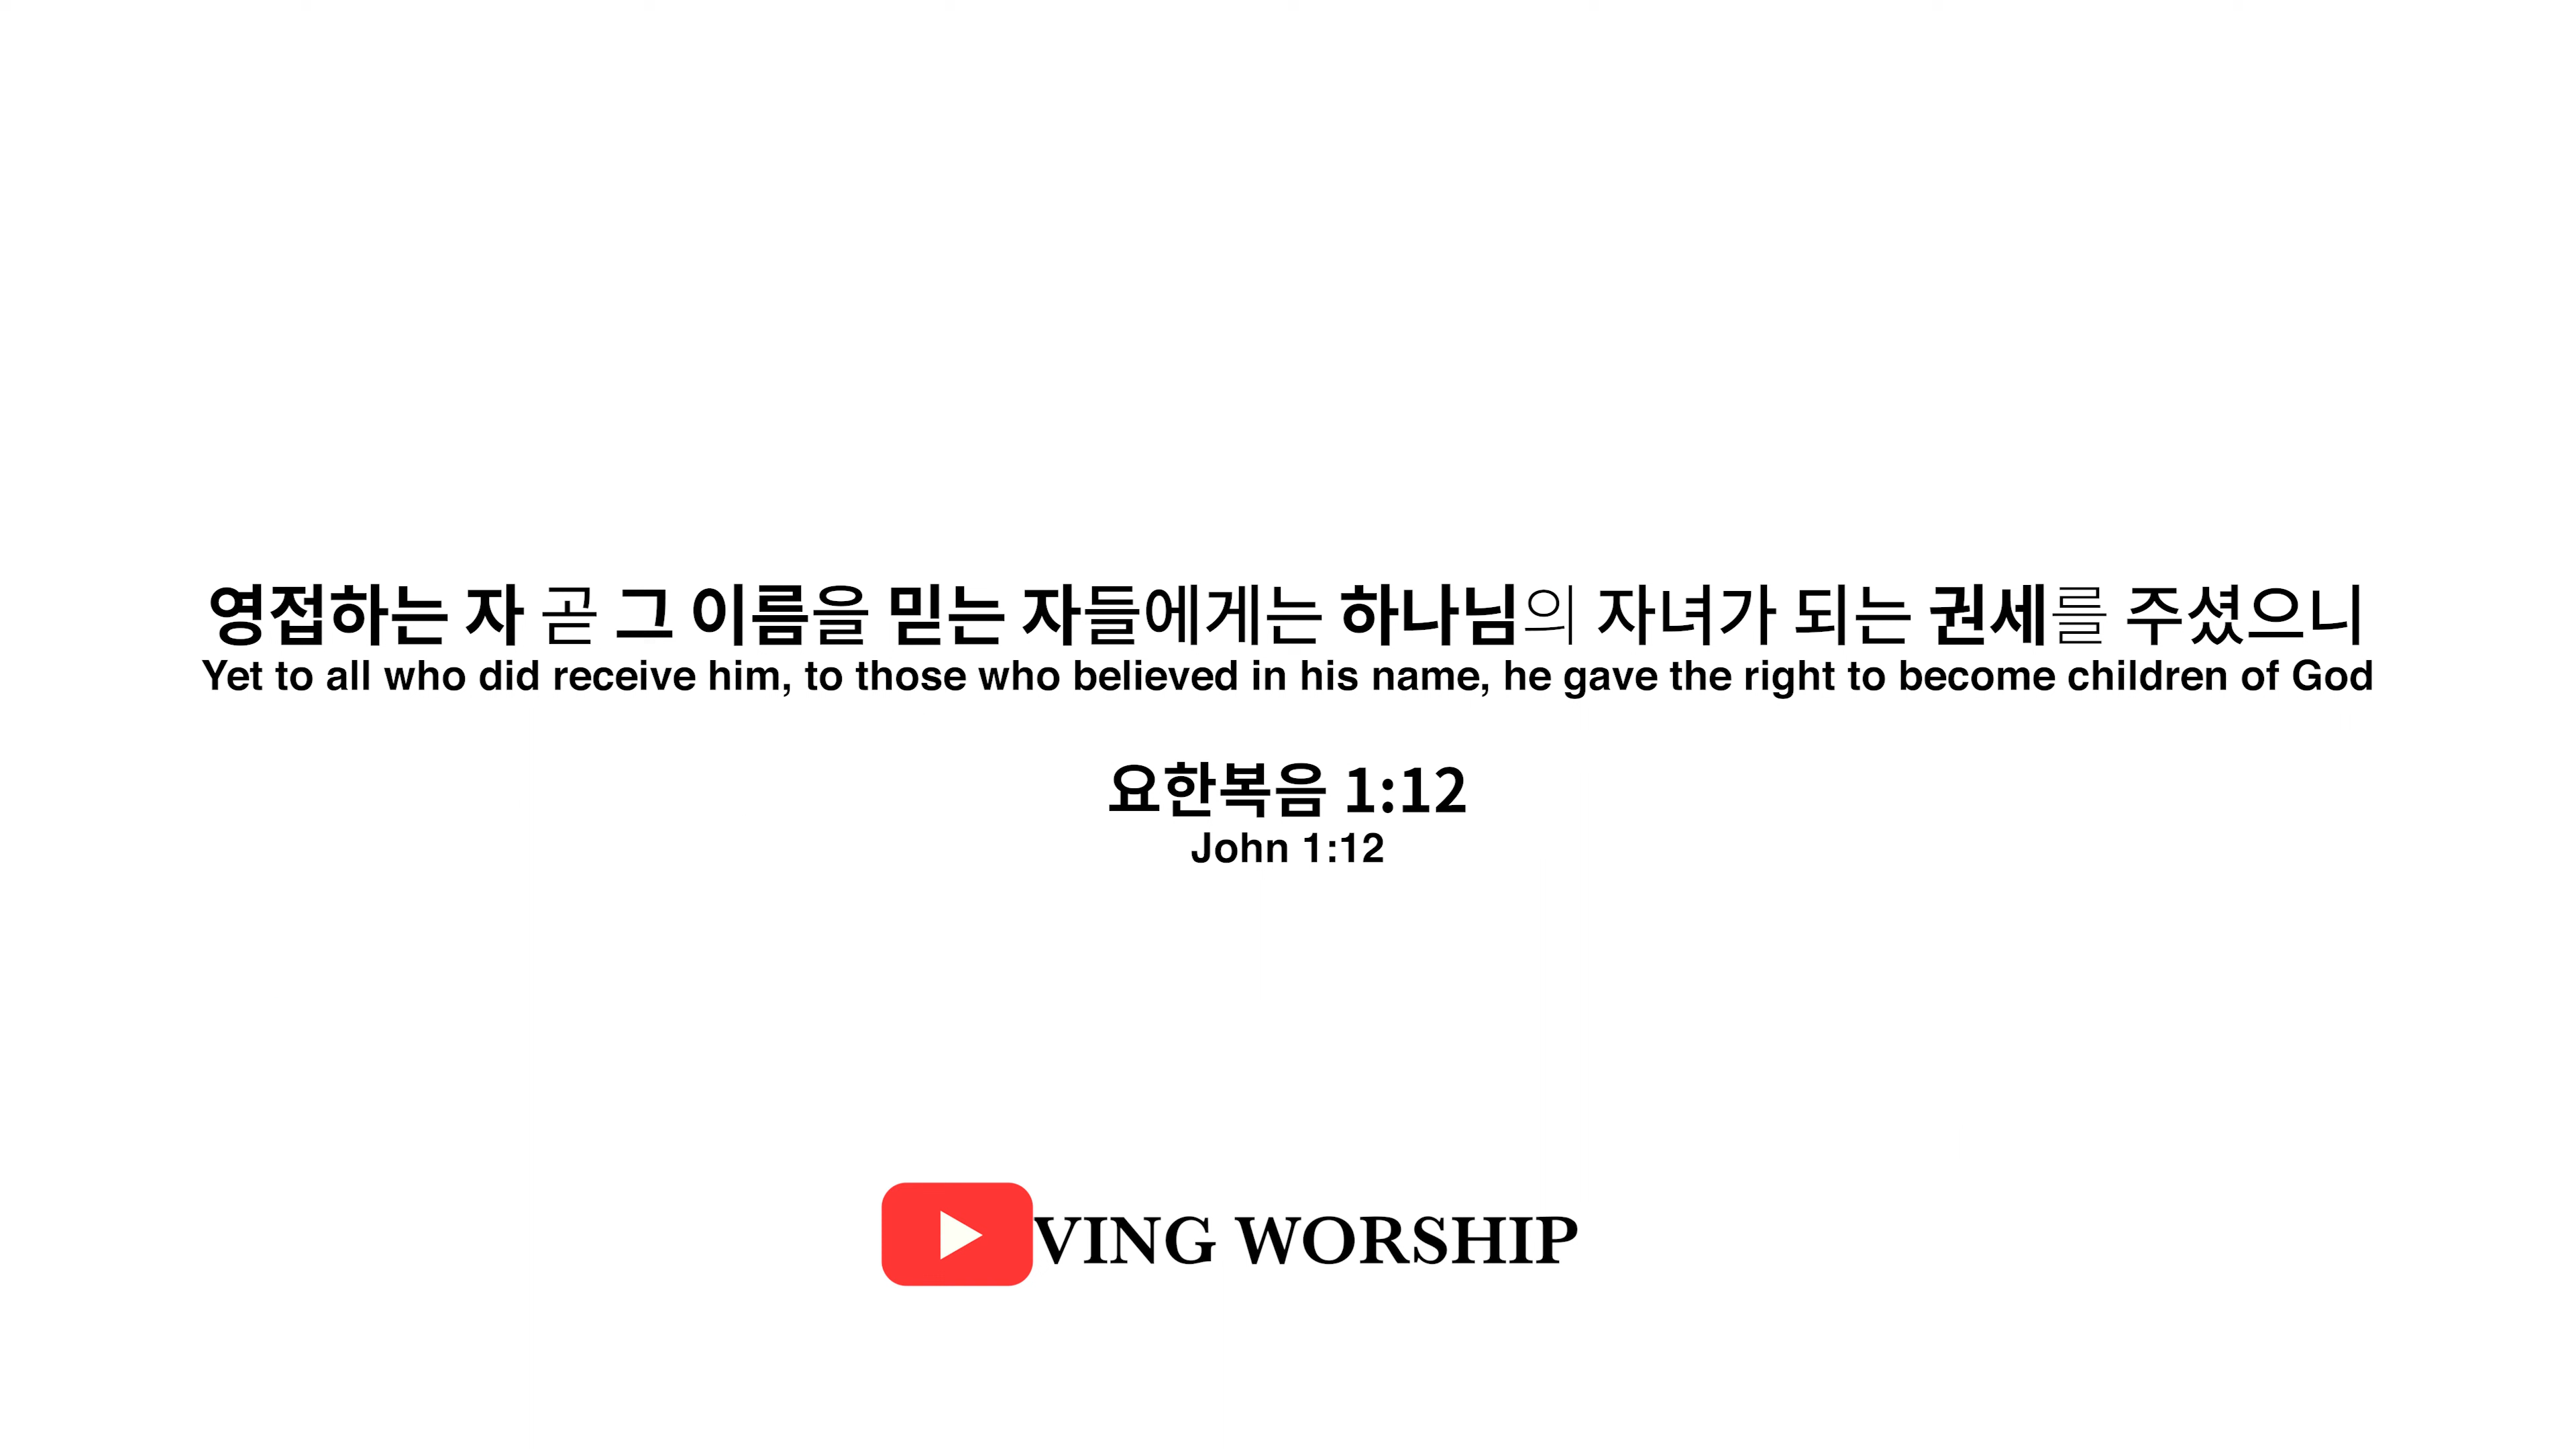 영접하는 자 곧 그 이름을 믿는 자들에게는 하나님의 자녀가 되는 권세를 주셨으니
Yet to all who did receive him, to those who believed in his name, he gave the right to become children of God
요한복음 1:12
John 1:12
VING WORSHIP